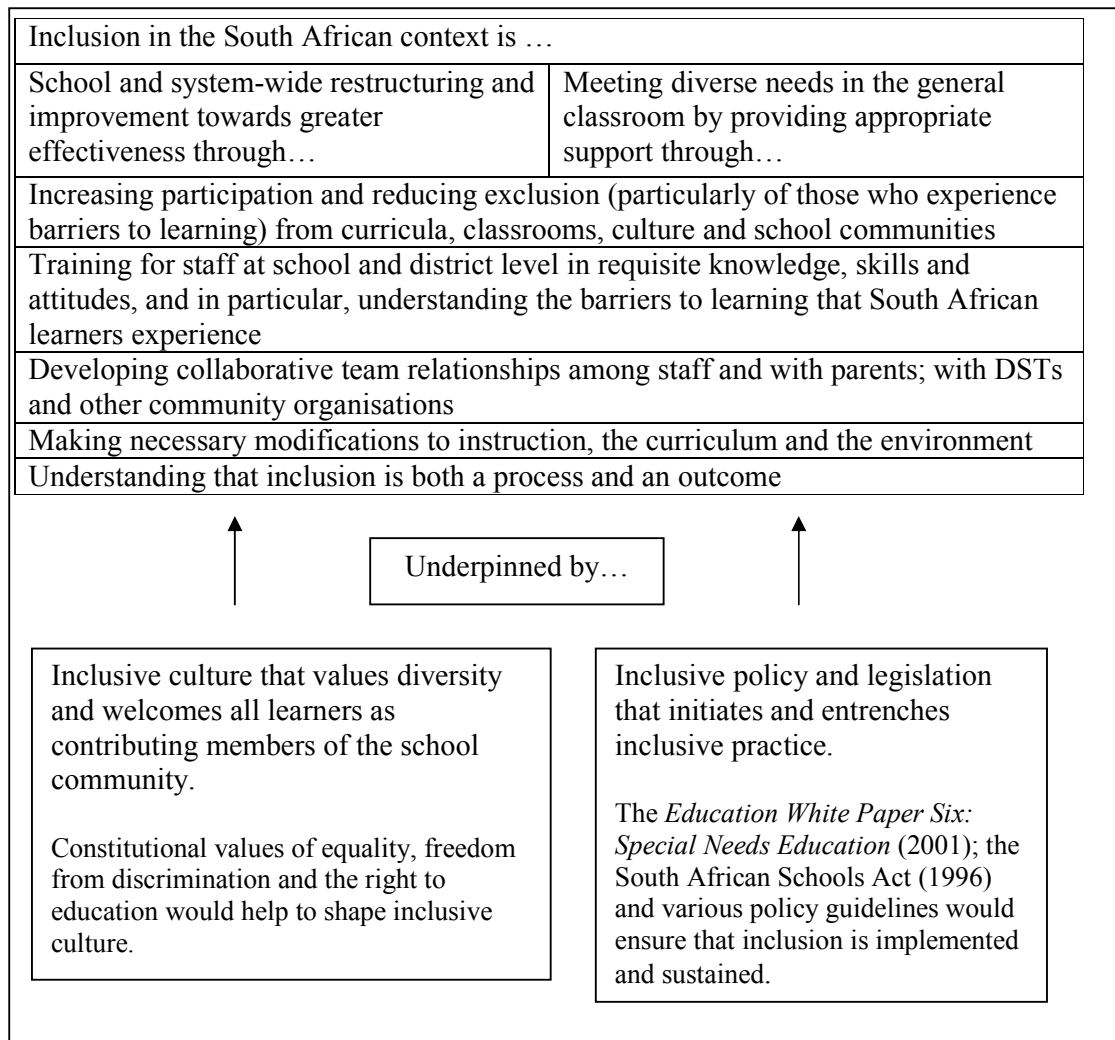 Inclusion in the South African context is …
School and system-wide restructuring and
improvement towards greater
effectiveness through…
Meeting diverse needs in the general
classroom by providing appropriate
support through…
Increasing participation and reducing exclusion (particularly of those who experience
barriers to learning) from curricula, classrooms, culture and school communities
Training for staff at school and district level in requisite knowledge, skills and
attitudes, and in particular, understanding the barriers to learning that South African
learners experience
Developing collaborative team relationships among staff and with parents; with DSTs
and other community organisations
Making necessary modifications to instruction, the curriculum and the environment
Understanding that inclusion is both a process and an outcome
Underpinned by…
Inclusive culture that values diversity
and welcomes all learners as
contributing members of the school
community.
Constitutional values of equality, freedom
from discrimination and the right to
education would help to shape inclusive
culture.
Inclusive policy and legislation
that initiates and entrenches
inclusive practice.
The Education White Paper Six:
Special Needs Education (2001); the
South African Schools Act (1996)
and various policy guidelines would
ensure that inclusion is implemented
and sustained.